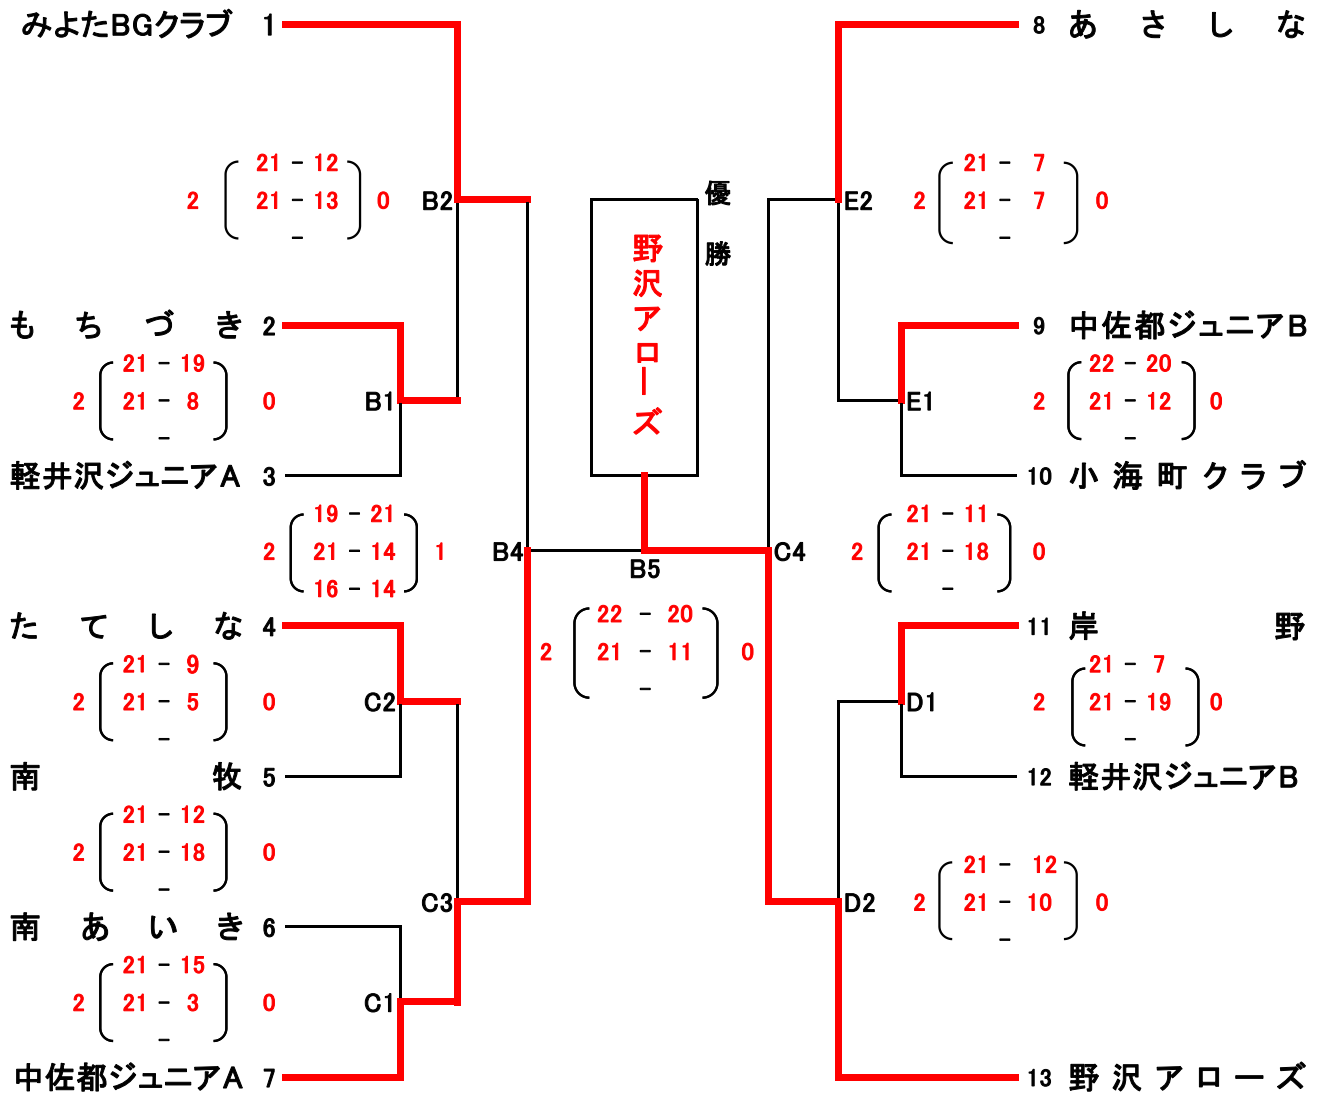 みよたBGクラブ 1
21 - 12
2 21 - 13 0
-
B2
もちづき 2
21 - 19
2 21 - 8 0
-
B1
軽井沢ジュニアA 3
19 - 21
2 21 - 14 1
16 - 14
B4
たてしな 4
21 - 9
2 21 - 5 0
-
C2
南牧 5
21 - 12
2 21 - 18 0
-
C3
南あいき 6
21 - 15
2 21 - 3 0
-
C1
中佐都ジュニアA 7
優勝
野沢アローズ
B5
22 - 20
2 21 - 11 0
-
8 あさしな
E2
21 - 7
2 21 - 7 0
-
9 中佐都ジュニアB
22 - 20
E1
2 21 - 12 0
-
10 小海町クラブ
21 - 11
C4
2 21 - 18 0
-
11 岸野
21 - 7
D1
2 21 - 19 0
-
12 軽井沢ジュニアB
21 - 12
D2
2 21 - 10 0
-
13 野沢アローズ